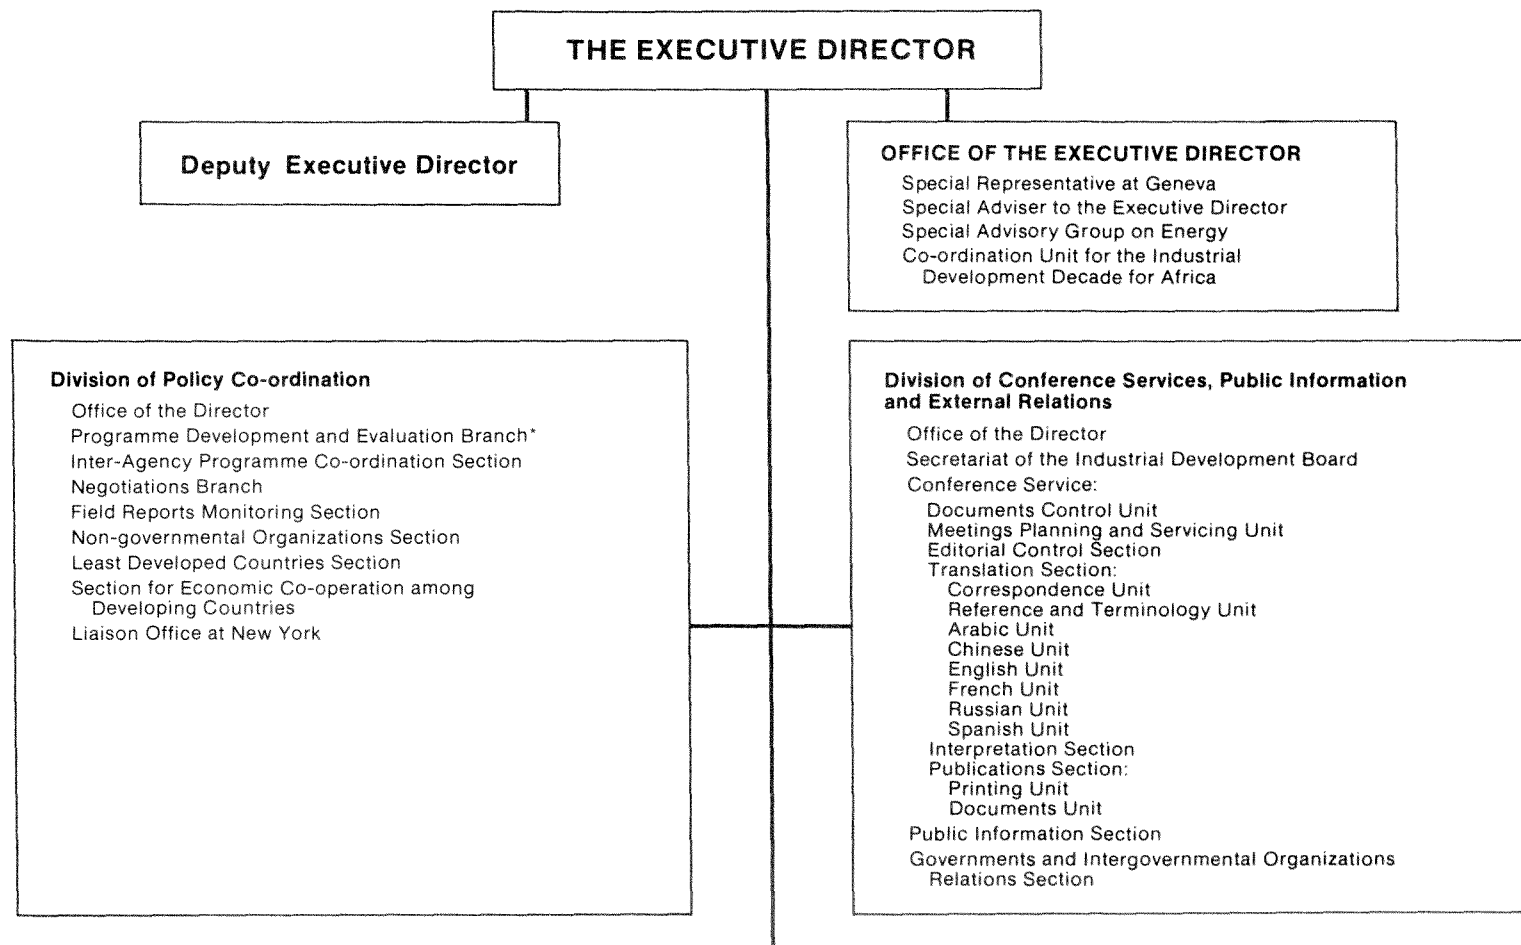 THE EXECUTIVE DIRECTOR
Deputy Executive Director
OFFICE OF THE EXECUTIVE DIRECTOR
Special Representative at Geneva
Special Adviser to the Executive Director
Special Advisory Group on Energy
Co-ordination Unit for the Industrial
Development Decade for Africa
Division of Policy Co-ordination
Office of the Director
Programme Development and Evaluation Branch*
Inter-Agency Programme Co-ordination Section
Negotiations Branch
Field Reports Monitoring Section
Non-governmental Organizations Section
Least Developed Countries Section
Section for Economic Co-operation among
Developing Countries
Liaison Office at New York
Division of Conference Services, Public Information
and External Relations
Office of the Director
Secretariat of the Industrial Development Board
Conference Service:
Documents Control Unit
Meetings Planning and Servicing Unit
Editorial Control Section
Translation Section:
Correspondence Unit
Reference and Terminology Unit
Arabic Unit
Chinese Unit
English Unit
French Unit
Russian Unit
Spanish Unit
Interpretation Section
Publications Section:
Printing Unit
Documents Unit
Public Information Section
Governments and Intergovernmental Organizations
Relations Section